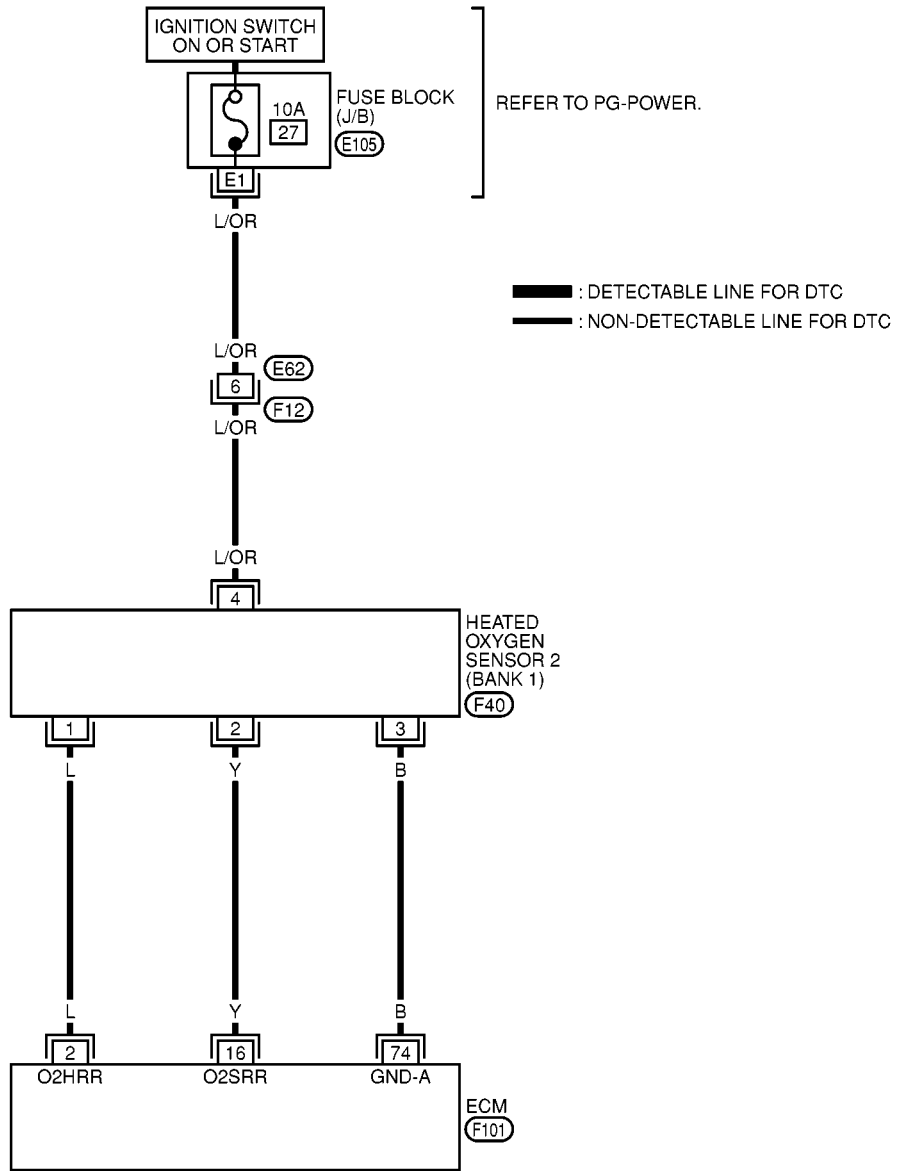 IGNITION SWITCH
ON OR START
FUSE BLOCK
(J/B)
E105
10A
27
REFER TO PG-POWER.
E1
L/OR
: DETECTABLE LINE FOR DTC
: NON-DETECTABLE LINE FOR DTC
L/OR
E62
6
F12
L/OR
L/OR
4
HEATED
OXYGEN
SENSOR 2
(BANK 1)
F40
1 2 3
L Y B
L Y B
2 16 74
O2HRR O2SRR GND-A
ECM
F101